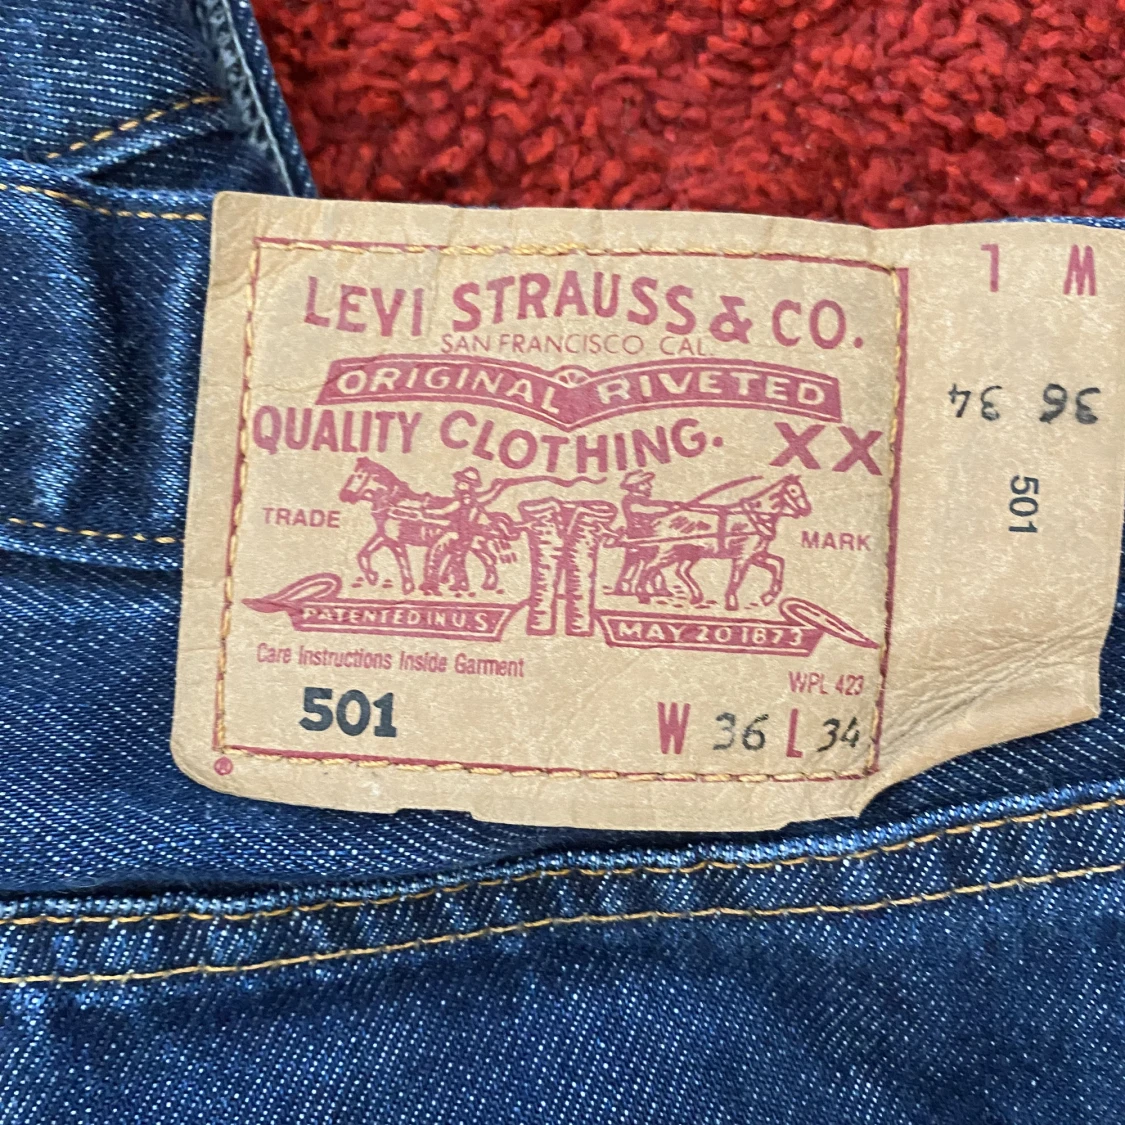 LEVI STRAUSS & CO.
SAN FRANCISCO CAL.
ORIGINAL RIVETED
QUALITY CLOTHING. XX
TRADE MARK
PATENTED IN U.S. MAY 20 1873
Care Instructions Inside Garment
WPL 423
501 W 36 L 34
®
W L
36 34
501